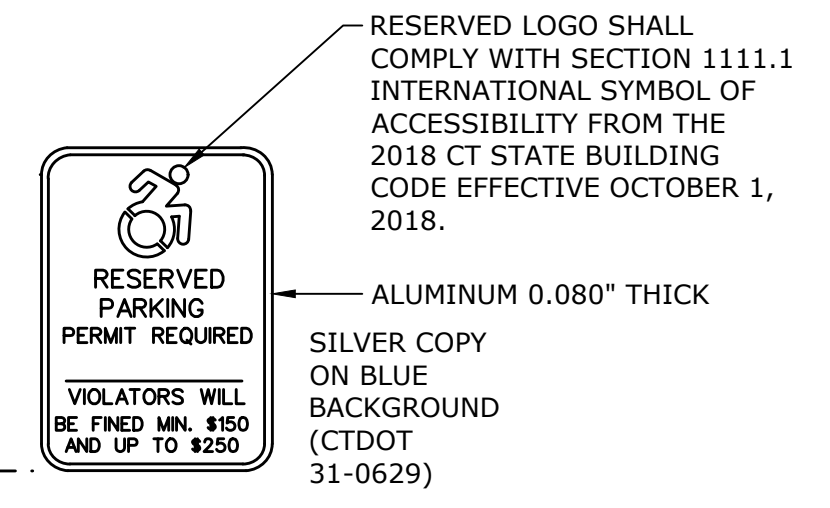 RESERVED LOGO SHALL
COMPLY WITH SECTION 1111.1
INTERNATIONAL SYMBOL OF
ACCESSIBILITY FROM THE
2018 CT STATE BUILDING
CODE EFFECTIVE OCTOBER 1,
2018.
RESERVED
PARKING
PERMIT REQUIRED
VIOLATORS WILL
BE FINED MIN. $150
AND UP TO $250
ALUMINUM 0.080" THICK
SILVER COPY
ON BLUE
BACKGROUND
(CTDOT
31-0629)